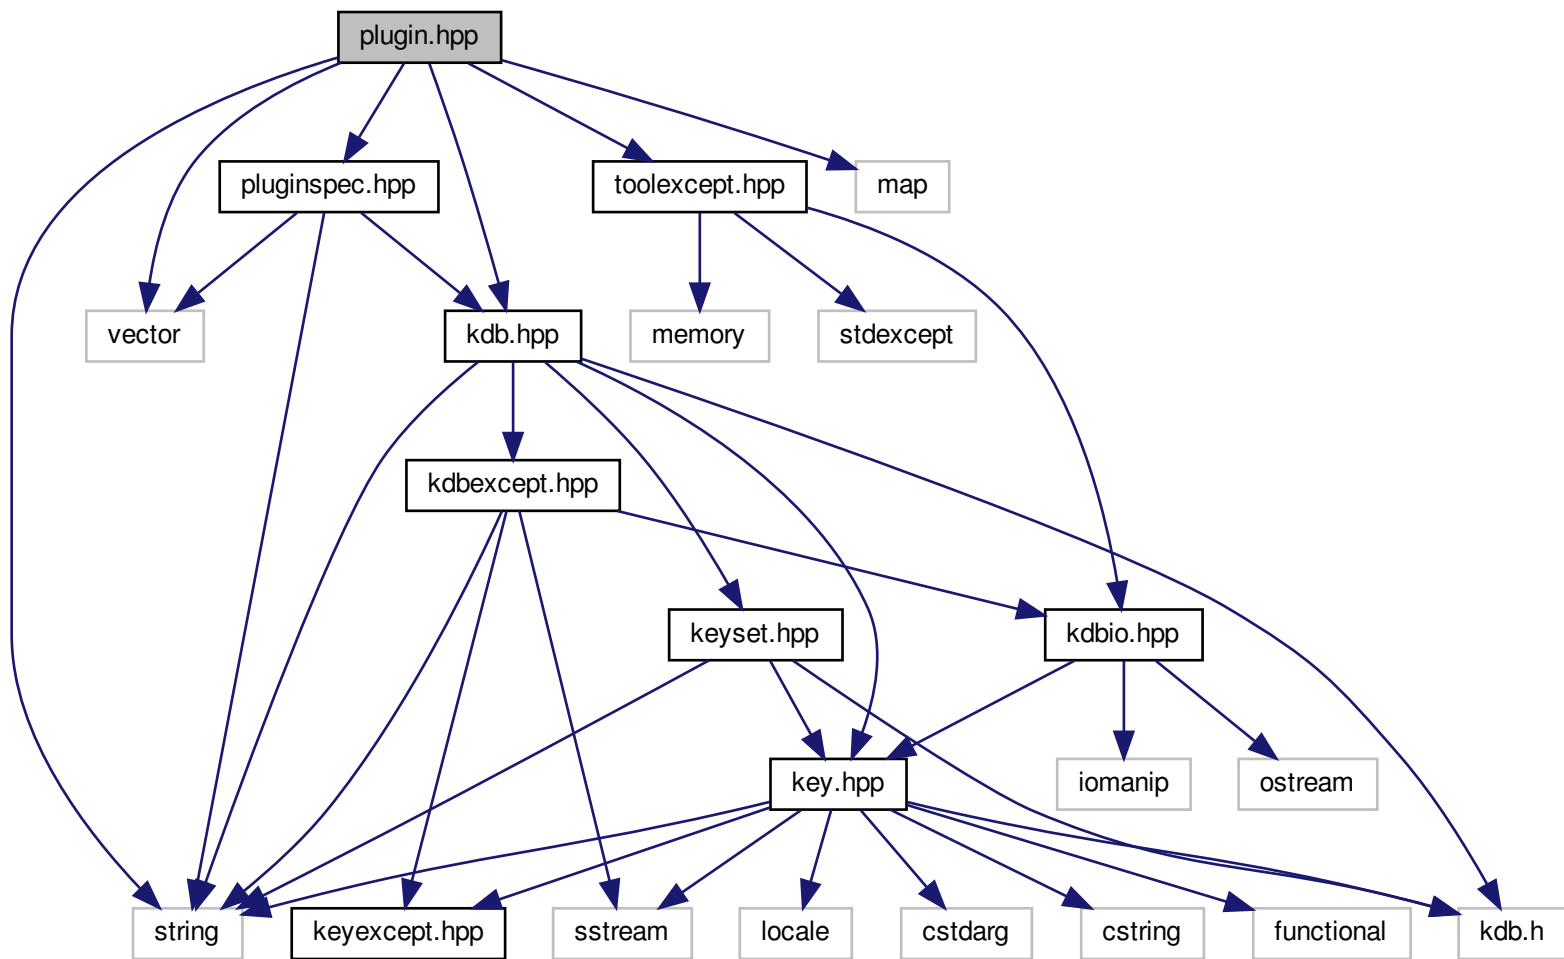 plugin.hpp
pluginspec.hpp
toolexcept.hpp
map
vector
kdb.hpp
memory
stdexcept
kdbexcept.hpp
keyset.hpp
kdbio.hpp
key.hpp
iomanip
ostream
string
keyexcept.hpp
sstream
locale
cstdarg
cstring
functional
kdb.h